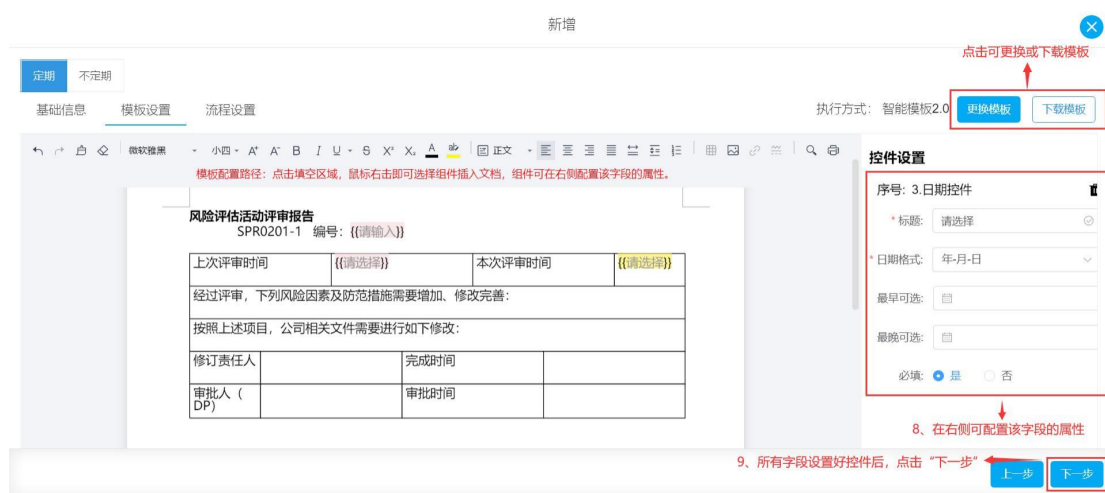 新增
点击可更换或下载模板
定期 不定期
基础信息 模板设置 流程设置 执行方式: 智能模板2.0 更换模板 下载模板
微软雅黑 小四 A⁺ A⁻ B I U S X² X₂ A ab 正文
控件设置
模板配置路径：点击填空区域，鼠标右击即可选择组件插入文档，组件可在右侧配置该字段的属性。
序号: 3.日期控件
* 标题: 请选择
* 日期格式: 年-月-日
最早可选:
最晚可选:
必填: 是 否
风险评估活动评审报告
SPR0201-1 编号：{{请输入}}
上次评审时间 {{请选择}} 本次评审时间 {{请选择}}
经过评审，下列风险因素及防范措施需要增加、修改完善：
按照上述项目，公司相关文件需要进行如下修改：
修订责任人 完成时间
审批人（ 审批时间
DP）
8、在右侧可配置该字段的属性
9、所有字段设置好控件后，点击“下一步”
上一步 下一步